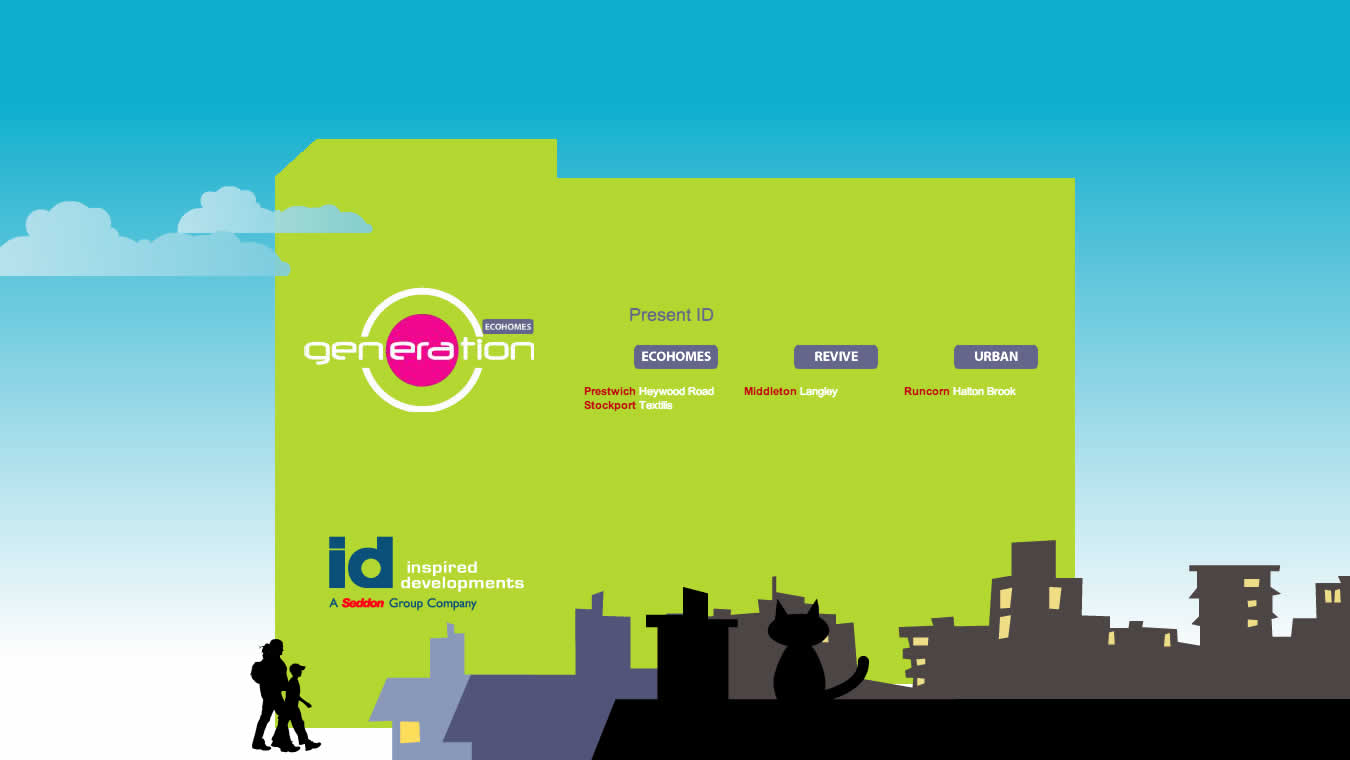 ECOHOMES
generation
Present ID
ECOHOMES
REVIVE
URBAN
Prestwich Heywood Road
Stockport Textilis
Middleton Langley
Runcorn Halton Brook
id inspired
developments
A Seddon Group Company